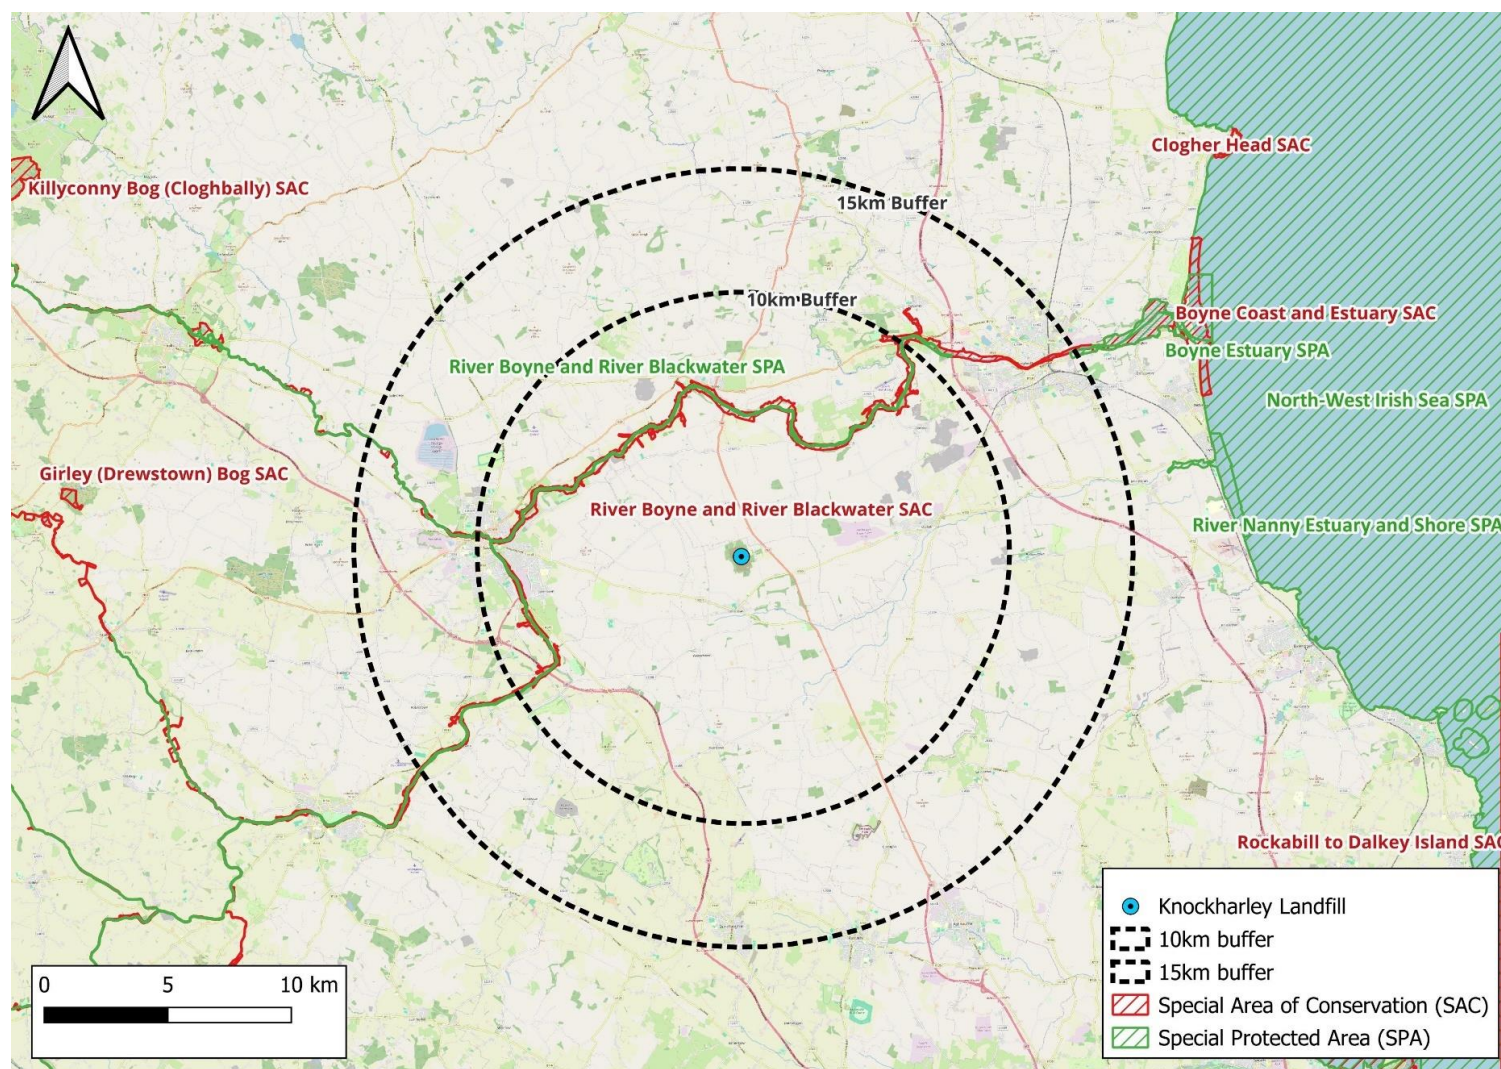 Clogher Head SAC
Killyconny Bog (Cloghbally) SAC
15km Buffer
10km Buffer
Boyne Coast and Estuary SAC
Boyne Estuary SPA
River Boyne and River Blackwater SPA
North-West Irish Sea SPA
Girley (Drewstown) Bog SAC
River Boyne and River Blackwater SAC
River Nanny Estuary and Shore SPA
Rockabill to Dalkey Island SAC
Knockharley Landfill
10km buffer
15km buffer
Special Area of Conservation (SAC)
Special Protected Area (SPA)
0 5 10 km